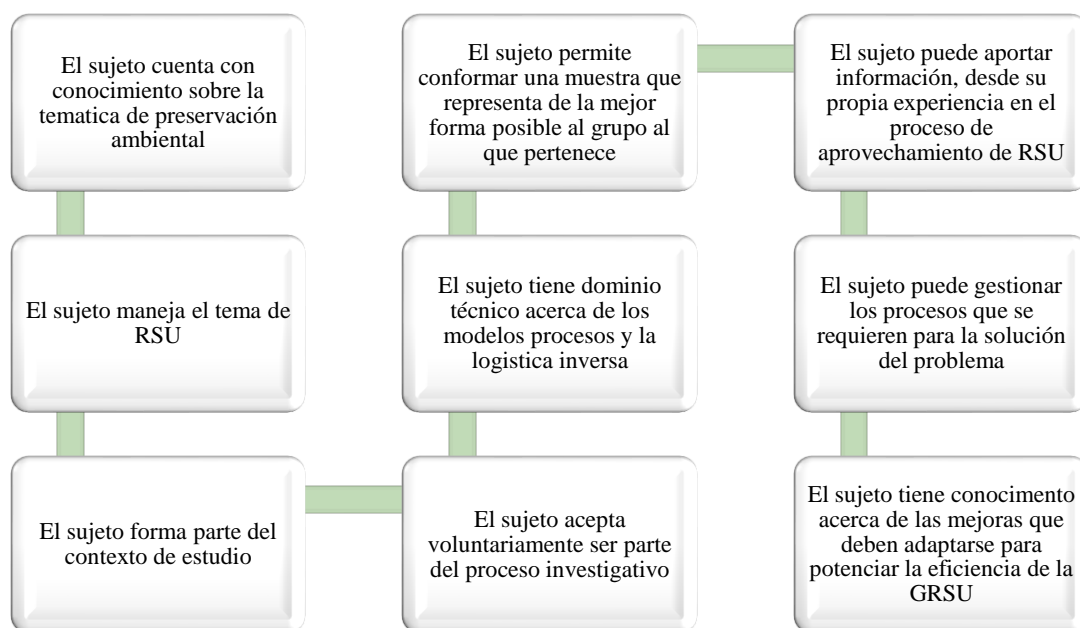 El sujeto cuenta con
conocimiento sobre la
tematica de preservación
ambiental
El sujeto maneja el tema de
RSU
El sujeto forma parte del
contexto de estudio
El sujeto acepta
voluntariamente ser parte
del proceso investigativo
El sujeto tiene dominio
técnico acerca de los
modelos procesos y la
logistica inversa
El sujeto permite
conformar una muestra que
representa de la mejor
forma posible al grupo al
que pertenece
El sujeto puede aportar
información, desde su
propia experiencia en el
proceso de
aprovechamiento de RSU
El sujeto puede gestionar
los procesos que se
requieren para la solución
del problema
El sujeto tiene conocimento
acerca de las mejoras que
deben adaptarse para
potenciar la eficiencia de la
GRSU